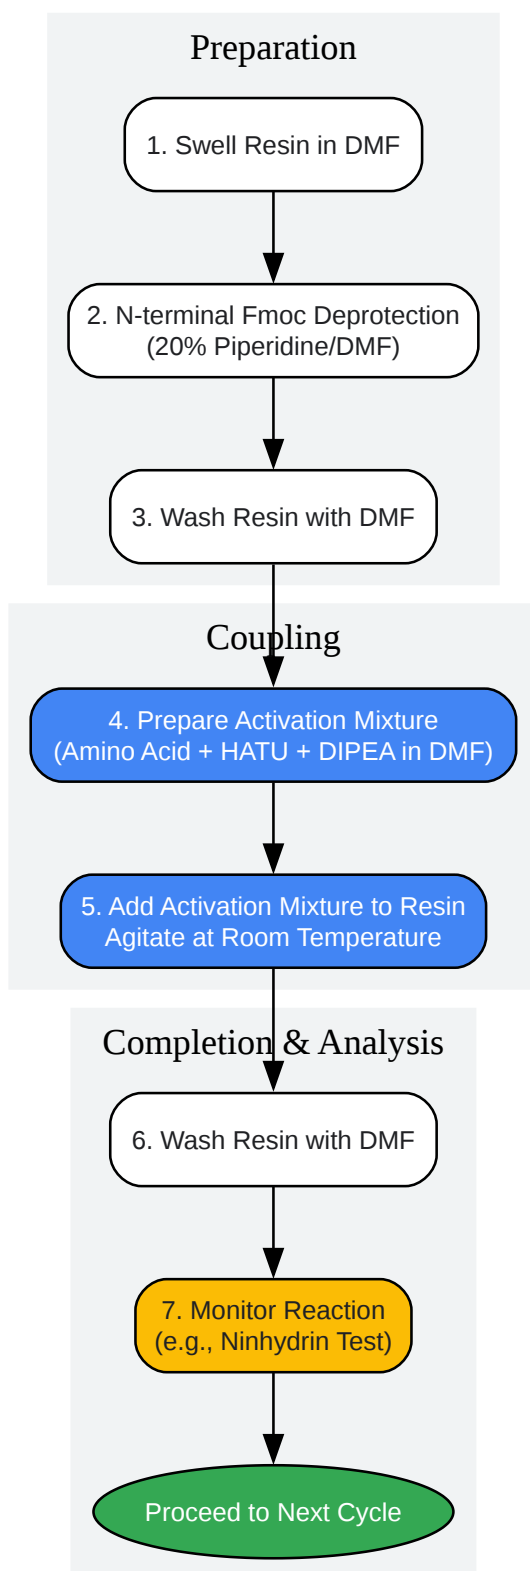 Preparation
1. Swell Resin in DMF
2. N-terminal Fmoc Deprotection
(20% Piperidine/DMF)
3. Wash Resin with DMF
Coupling
4. Prepare Activation Mixture
(Amino Acid + HATU + DIPEA in DMF)
5. Add Activation Mixture to Resin
Agitate at Room Temperature
Completion & Analysis
6. Wash Resin with DMF
7. Monitor Reaction
(e.g., Ninhydrin Test)
Proceed to Next Cycle